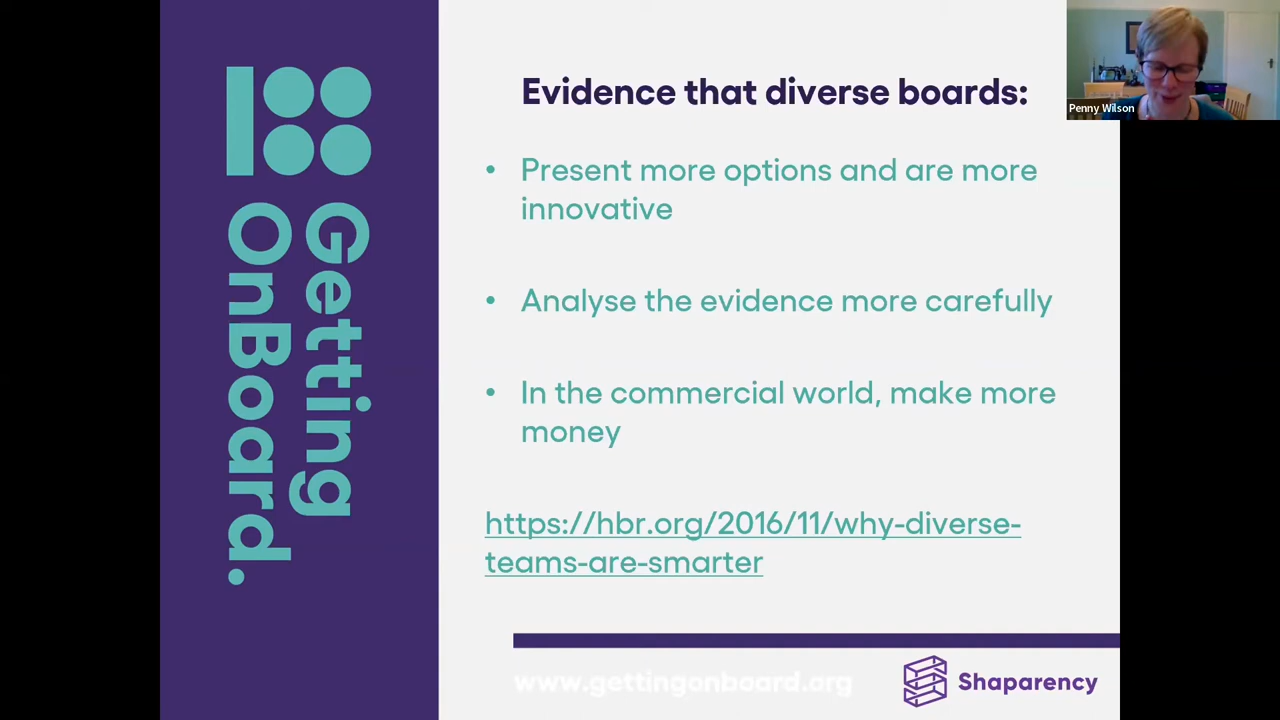 Getting
OnBoard.
Evidence that diverse boards:
• Present more options and are more
innovative
• Analyse the evidence more carefully
• In the commercial world, make more
money
https://hbr.org/2016/11/why-diverse-
teams-are-smarter
www.gettingonboard.org
Shaparency
Penny Wilson